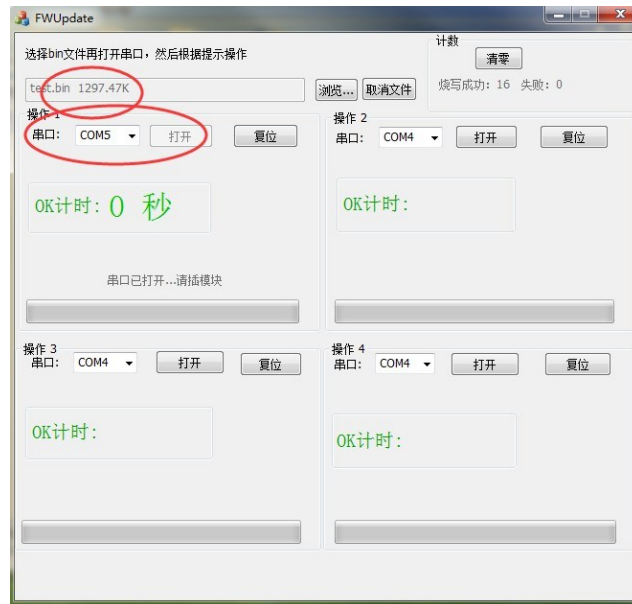 FWUpdate
选择bin文件再打开串口，然后根据提示操作
test.bin 1297.47K
浏览... 取消文件
计数
清零
烧写成功: 16 失败: 0
操作 1
串口: COM5 打开 复位
OK计时: 0 秒
串口已打开...请插模块
操作 2
串口: COM4 打开 复位
OK计时:
操作 3
串口: COM4 打开 复位
OK计时:
操作 4
串口: COM4 打开 复位
OK计时: